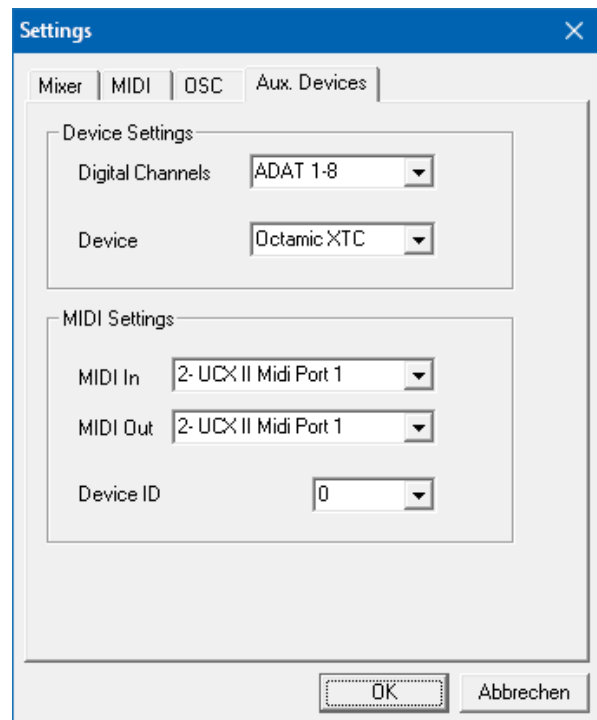 Settings
Mixer MIDI OSC Aux. Devices
Device Settings
Digital Channels ADAT 1-8
Device Octamic XTC
MIDI Settings
MIDI In 2- UCX II Midi Port 1
MIDI Out 2- UCX II Midi Port 1
Device ID 0
OK Abbrechen